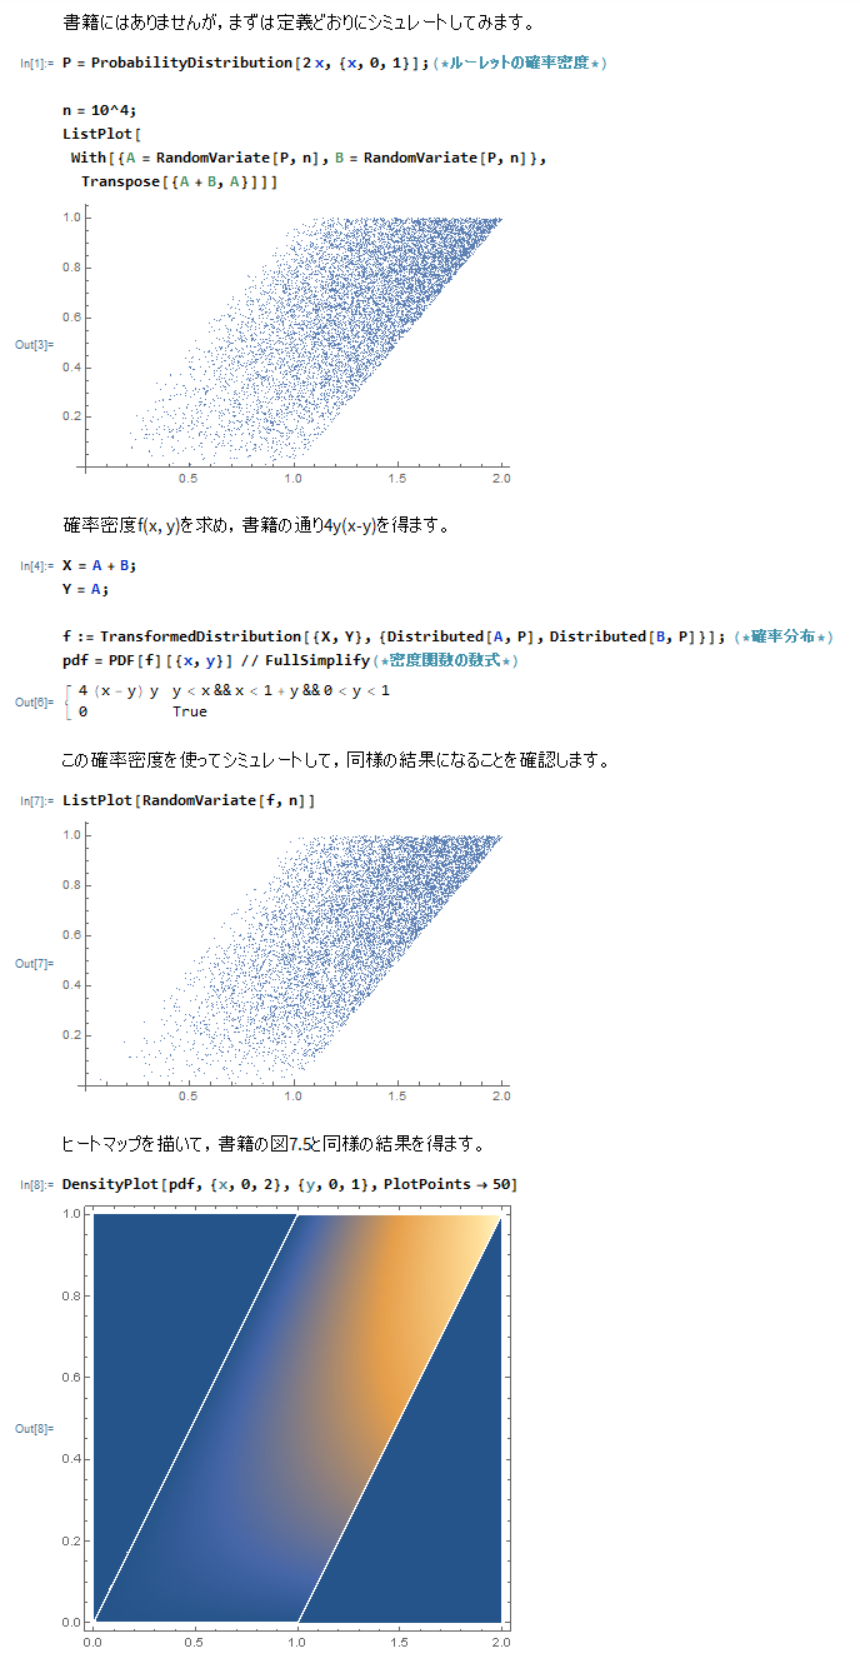 書籍にはありませんが，まずは定義どおりにシミュレートしてみます。
In[1]:= P = ProbabilityDistribution[2 x, {x, 0, 1}]; (*ルーレットの確率密度*)
n = 10^4;
ListPlot[
With[{A = RandomVariate[P, n], B = RandomVariate[P, n]},
Transpose[{A + B, A}]]]
1.0
0.8
0.6
Out[3]=
0.4
0.2
0.5 1.0 1.5 2.0
確率密度f(x, y)を求め，書籍の通り4y(x-y)を得ます。
In[4]:= X = A + B;
Y = A;
f := TransformedDistribution[{X, Y}, {Distributed[A, P], Distributed[B, P]}]; (*確率分布*)
pdf = PDF[f][{x, y}] // FullSimplify (*密度関数の数式*)
Out[6]= { 4 (x - y) y y < x && x < 1 + y && 0 < y < 1
0 True
この確率密度を使ってシミュレートして，同様の結果になることを確認します。
In[7]:= ListPlot[RandomVariate[f, n]]
1.0
0.8
0.6
Out[7]=
0.4
0.2
0.5 1.0 1.5 2.0
ヒートマップを描いて，書籍の図7.5と同様の結果を得ます。
In[8]:= DensityPlot[pdf, {x, 0, 2}, {y, 0, 1}, PlotPoints → 50]
1.0
0.8
0.6
Out[8]=
0.4
0.2
0.0
0.0 0.5 1.0 1.5 2.0